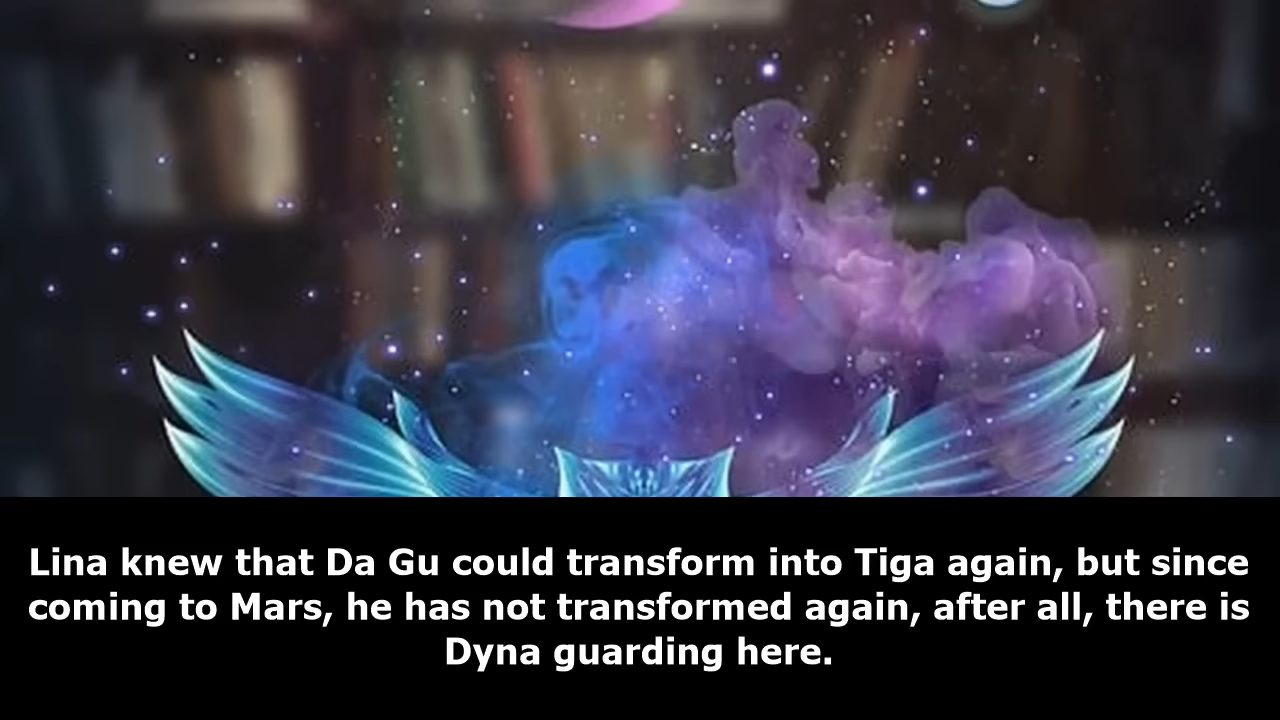 Lina knew that Da Gu could transform into Tiga again, but since
coming to Mars, he has not transformed again, after all, there is
Dyna guarding here.